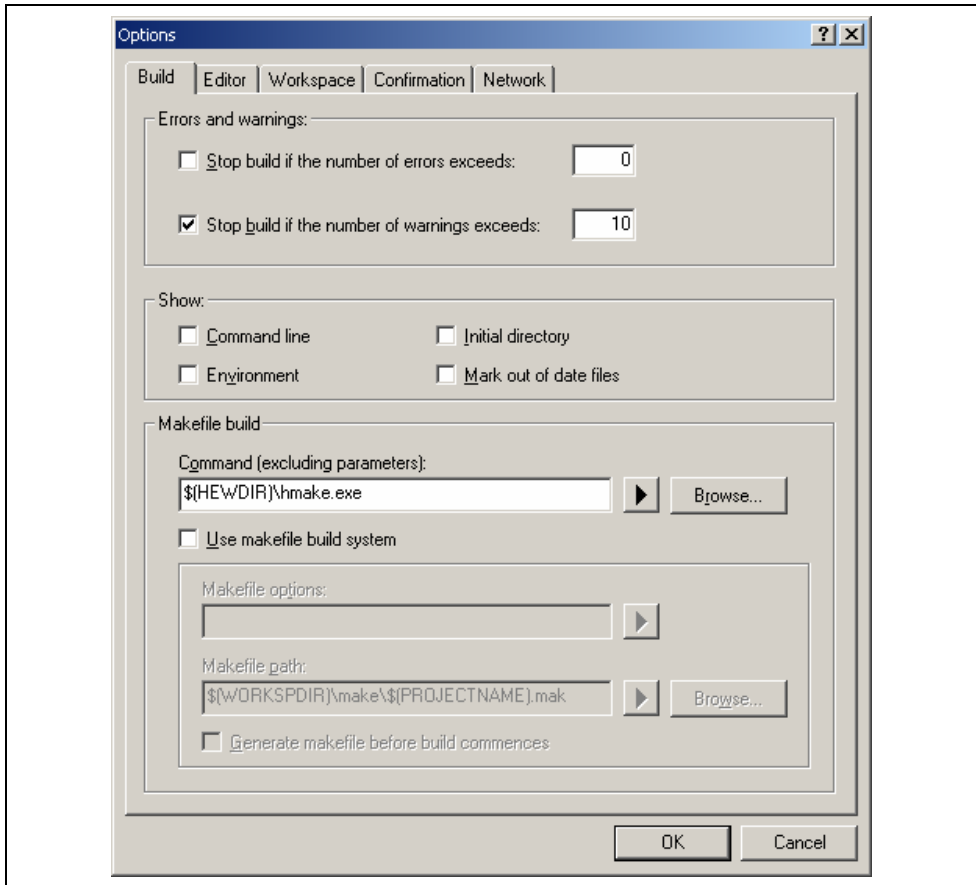 Options
Build Editor Workspace Confirmation Network
Errors and warnings:
Stop build if the number of errors exceeds: 0
Stop build if the number of warnings exceeds: 10
Show:
Command line Initial directory
Environment Mark out of date files
Makefile build
Command (excluding parameters):
$(HEWDIR)\hmake.exe Browse...
Use makefile build system
Makefile options:
Makefile path:
$(WORKSPDIR)\make\$(PROJECTNAME).mak Browse...
Generate makefile before build commences
OK Cancel